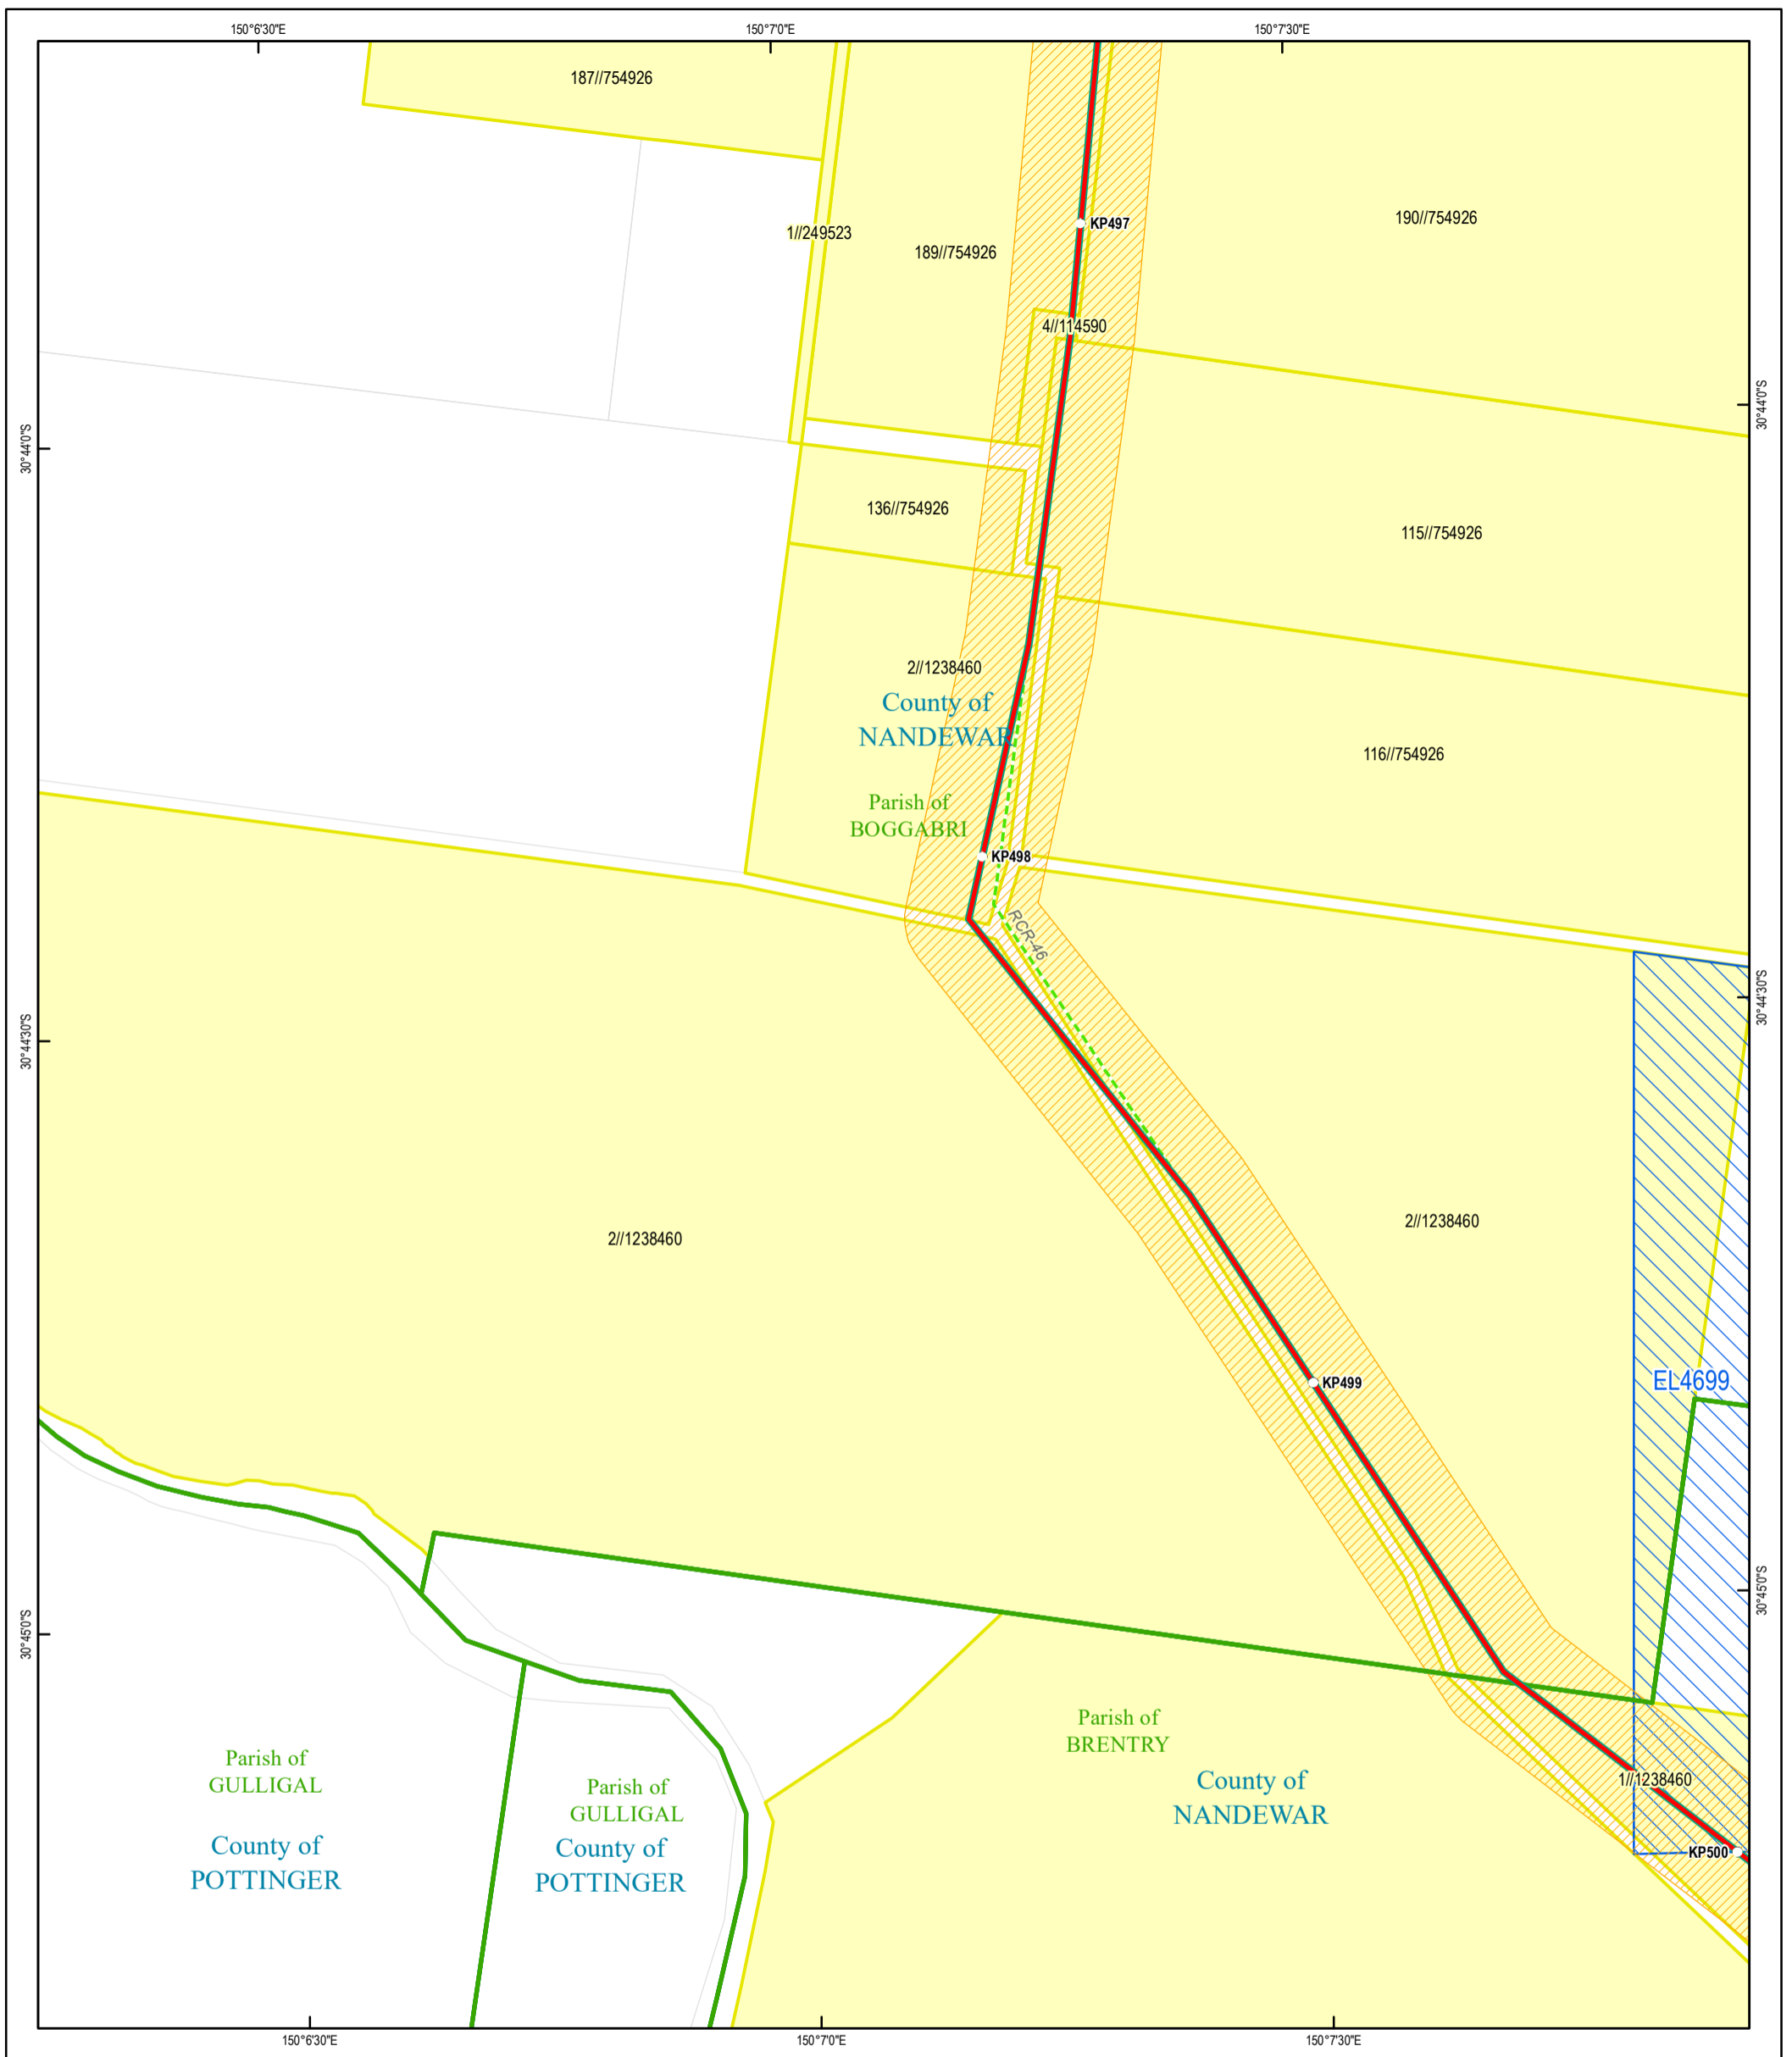 150°6'30"E
150°7'0"E
150°7'30"E
187//754926
190//754926
KP497
1//249523
189//754926
4//114590
30°44'0"S
30°44'0"S
136//754926
115//754926
2//1238460
County of
NANDEWAR
116//754926
Parish of
BOGGABRI
KP498
RCR-46
30°44'30"S
30°44'30"S
2//1238460
2//1238460
KP499
EL4699
30°45'0"S
30°45'0"S
Parish of
BRENTRY
County of
NANDEWAR
1//1238460
KP500
Parish of
GULLIGAL
County of
POTTINGER
Parish of
GULLIGAL
County of
POTTINGER
150°6'30"E
150°7'0"E
150°7'30"E